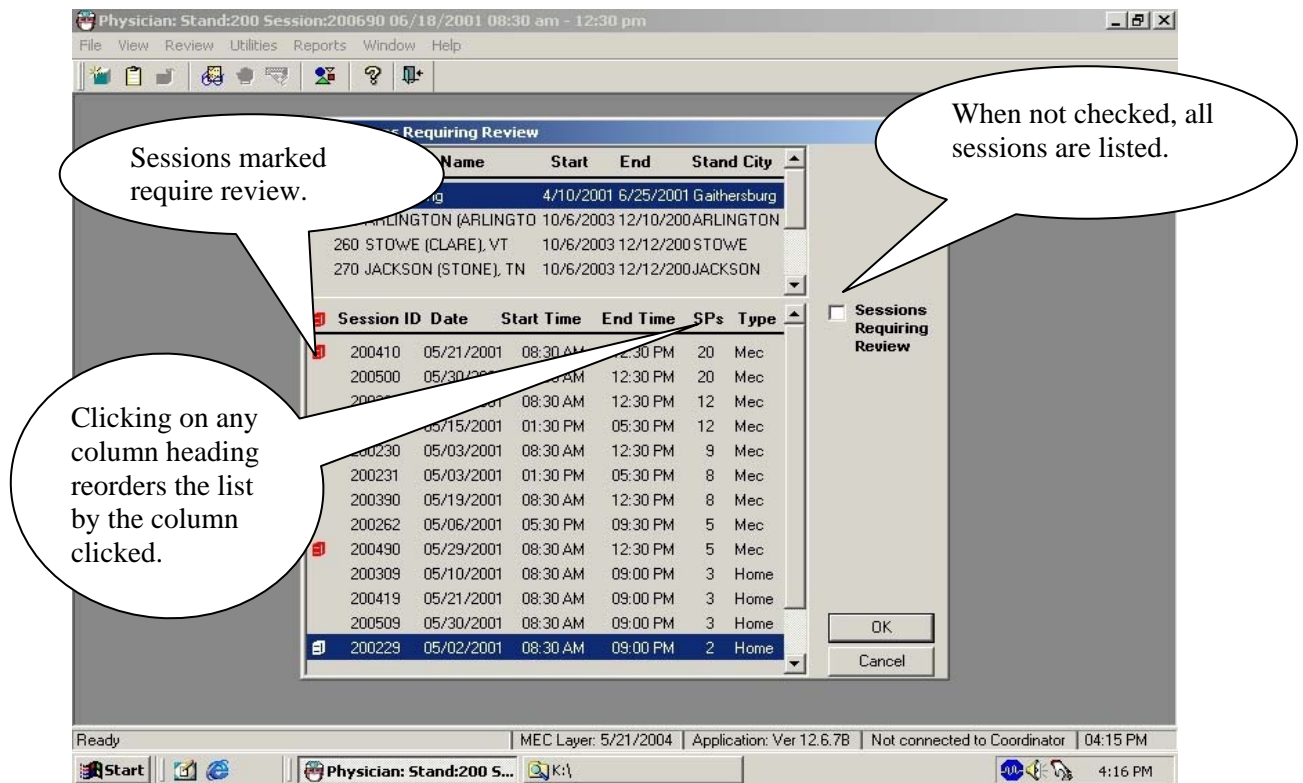 Physician: Stand:200 Session:200690 06/18/2001 08:30 am - 12:30 pm
File View Review Utilities Reports Window Help
When not checked, all
sessions are listed.
Sessions marked
require review.
Requiring Review
Name Start End Stand City
4/10/2001 6/25/2001 Gaithersburg
(ARLINGTO 10/6/2003 12/10/200 ARLINGTON
260 STOWE (CLARE), VT 10/6/2003 12/12/200 STOWE
270 JACKSON (STONE), TN 10/6/2003 12/12/200 JACKSON
Sessions
Requiring
Review
Session ID Date Start Time End Time SPs Type
200410 05/21/2001 08:30 AM 12:30 PM 20 Mec
200500 05/30/2001 AM 12:30 PM 20 Mec
08:30 AM 12:30 PM 12 Mec
05/15/2001 01:30 PM 05:30 PM 12 Mec
200230 05/03/2001 08:30 AM 12:30 PM 9 Mec
200231 05/03/2001 01:30 PM 05:30 PM 8 Mec
200390 05/19/2001 08:30 AM 12:30 PM 8 Mec
200262 05/06/2001 05:30 PM 09:30 PM 5 Mec
200490 05/29/2001 08:30 AM 12:30 PM 5 Mec
200309 05/10/2001 08:30 AM 09:00 PM 3 Home
200419 05/21/2001 08:30 AM 09:00 PM 3 Home
200509 05/30/2001 08:30 AM 09:00 PM 3 Home
200229 05/02/2001 08:30 AM 09:00 PM 2 Home
Clicking on any
column heading
reorders the list
by the column
clicked.
OK
Cancel
Ready MEC Layer: 5/21/2004 Application: Ver 12.6.7B Not connected to Coordinator 04:15 PM
Start Physician: Stand:200 S... K:\ 4:16 PM